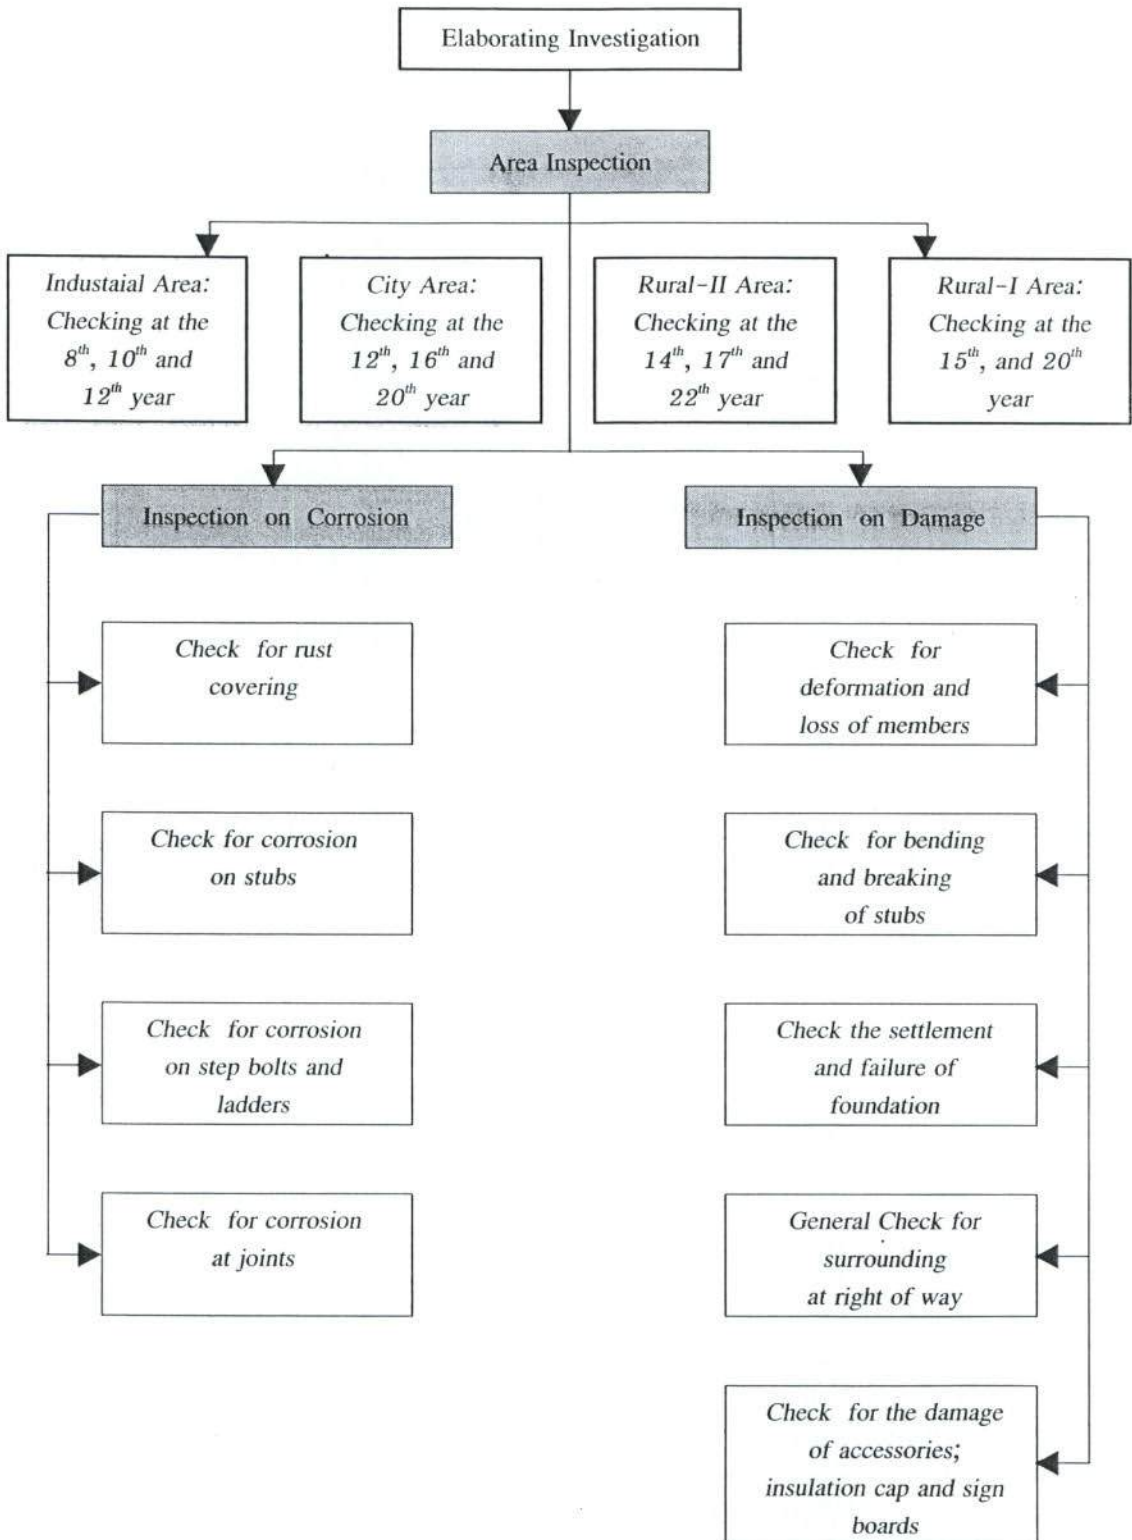 Elaborating Investigation
Area Inspection
Industaial Area:
Checking at the
8th, 10th and
12th year
City Area:
Checking at the
12th, 16th and
20th year
Rural-II Area:
Checking at the
14th, 17th and
22th year
Rural-I Area:
Checking at the
15th, and 20th
year
Inspection on Corrosion
Inspection on Damage
Check for rust
covering
Check for corrosion
on stubs
Check for corrosion
on step bolts and
ladders
Check for corrosion
at joints
Check for
deformation and
loss of members
Check for bending
and breaking
of stubs
Check the settlement
and failure of
foundation
General Check for
surrounding
at right of way
Check for the damage
of accessories;
insulation cap and sign
boards